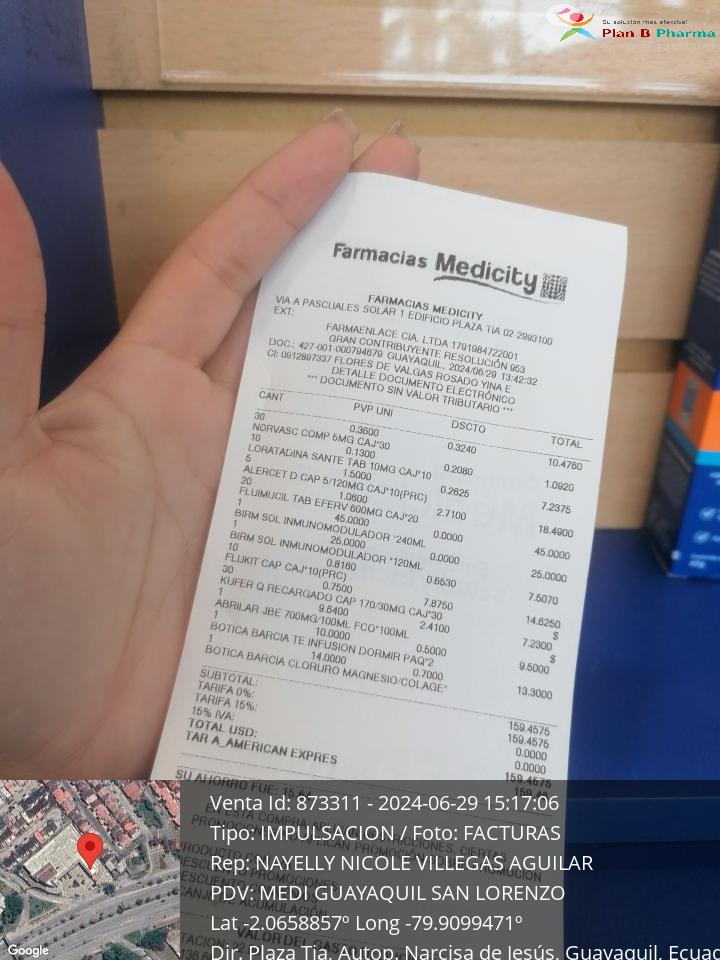 Su solución más efectiva!
Plan B Pharma
Farmacias Medicity
FARMACIAS MEDICITY
VIA A PASCUALES SOLAR 1 EDIFICIO PLAZA TIA 02-2993100
EXT:
FARMAENLACE CIA. LTDA 1791984722001
GRAN CONTRIBUYENTE RESOLUCIÓN 953
DOC.: 427-001-000794679 GUAYAQUIL, 2024/06/29 13:42:32
CI: 0912897337 FLORES DE VALGAS ROSADO YINA E
DETALLE DOCUMENTO ELECTRÓNICO
*** DOCUMENTO SIN VALOR TRIBUTARIO ***
CANT PVP UNI DSCTO TOTAL
30 0.3600 0.3240 10.4760
NORVASC COMP 5MG CAJ*30
10 0.1300 0.2080 1.0920
LORATADINA SANTE TAB 10MG CAJ*10
5 1.5000 0.2625 7.2375
ALERCET D CAP 5/120MG CAJ*10(PRC)
20 1.0600 2.7100 18.4900
FLUIMUCIL TAB EFERV 600MG CAJ*20
1 45.0000 0.0000 45.0000
BIRM SOL INMUNOMODULADOR *240ML
1 25.0000 0.0000 25.0000
BIRM SOL INMUNOMODULADOR *120ML
10 0.8160 0.6530 7.5070
FLUKIT CAP CAJ*10(PRC)
30 0.7500 7.8750 14.6250
KUFER Q RECARGADO CAP 170/30MG CAJ*30 $
1 9.6400 2.4100 7.2300
ABRILAR JBE 700MG/100ML FCO*100ML $
1 10.0000 0.5000 9.5000
BOTICA BARCIA TE INFUSION DORMIR PAQ*2
1 14.0000 0.7000 13.3000
BOTICA BARCIA CLORURO MAGNESIO/COLAGE*
SUBTOTAL: 159.4575
TARIFA 0%: 159.4575
TARIFA 15%: 0.0000
15% IVA: 0.0000
TOTAL USD: 159.4575
TAR A_AMERICAN EXPRES
SU AHORRO FUE:
Venta Id: 873311 - 2024-06-29 15:17:06
Tipo: IMPULSACION / Foto: FACTURAS
Rep: NAYELLY NICOLE VILLEGAS AGUILAR
PDV: MEDI GUAYAQUIL SAN LORENZO
Lat -2.0658857º Long -79.9099471º
Dir. Plaza Tía, Autop. Narcisa de Jesús, Guayaquil, Ecuad
Google